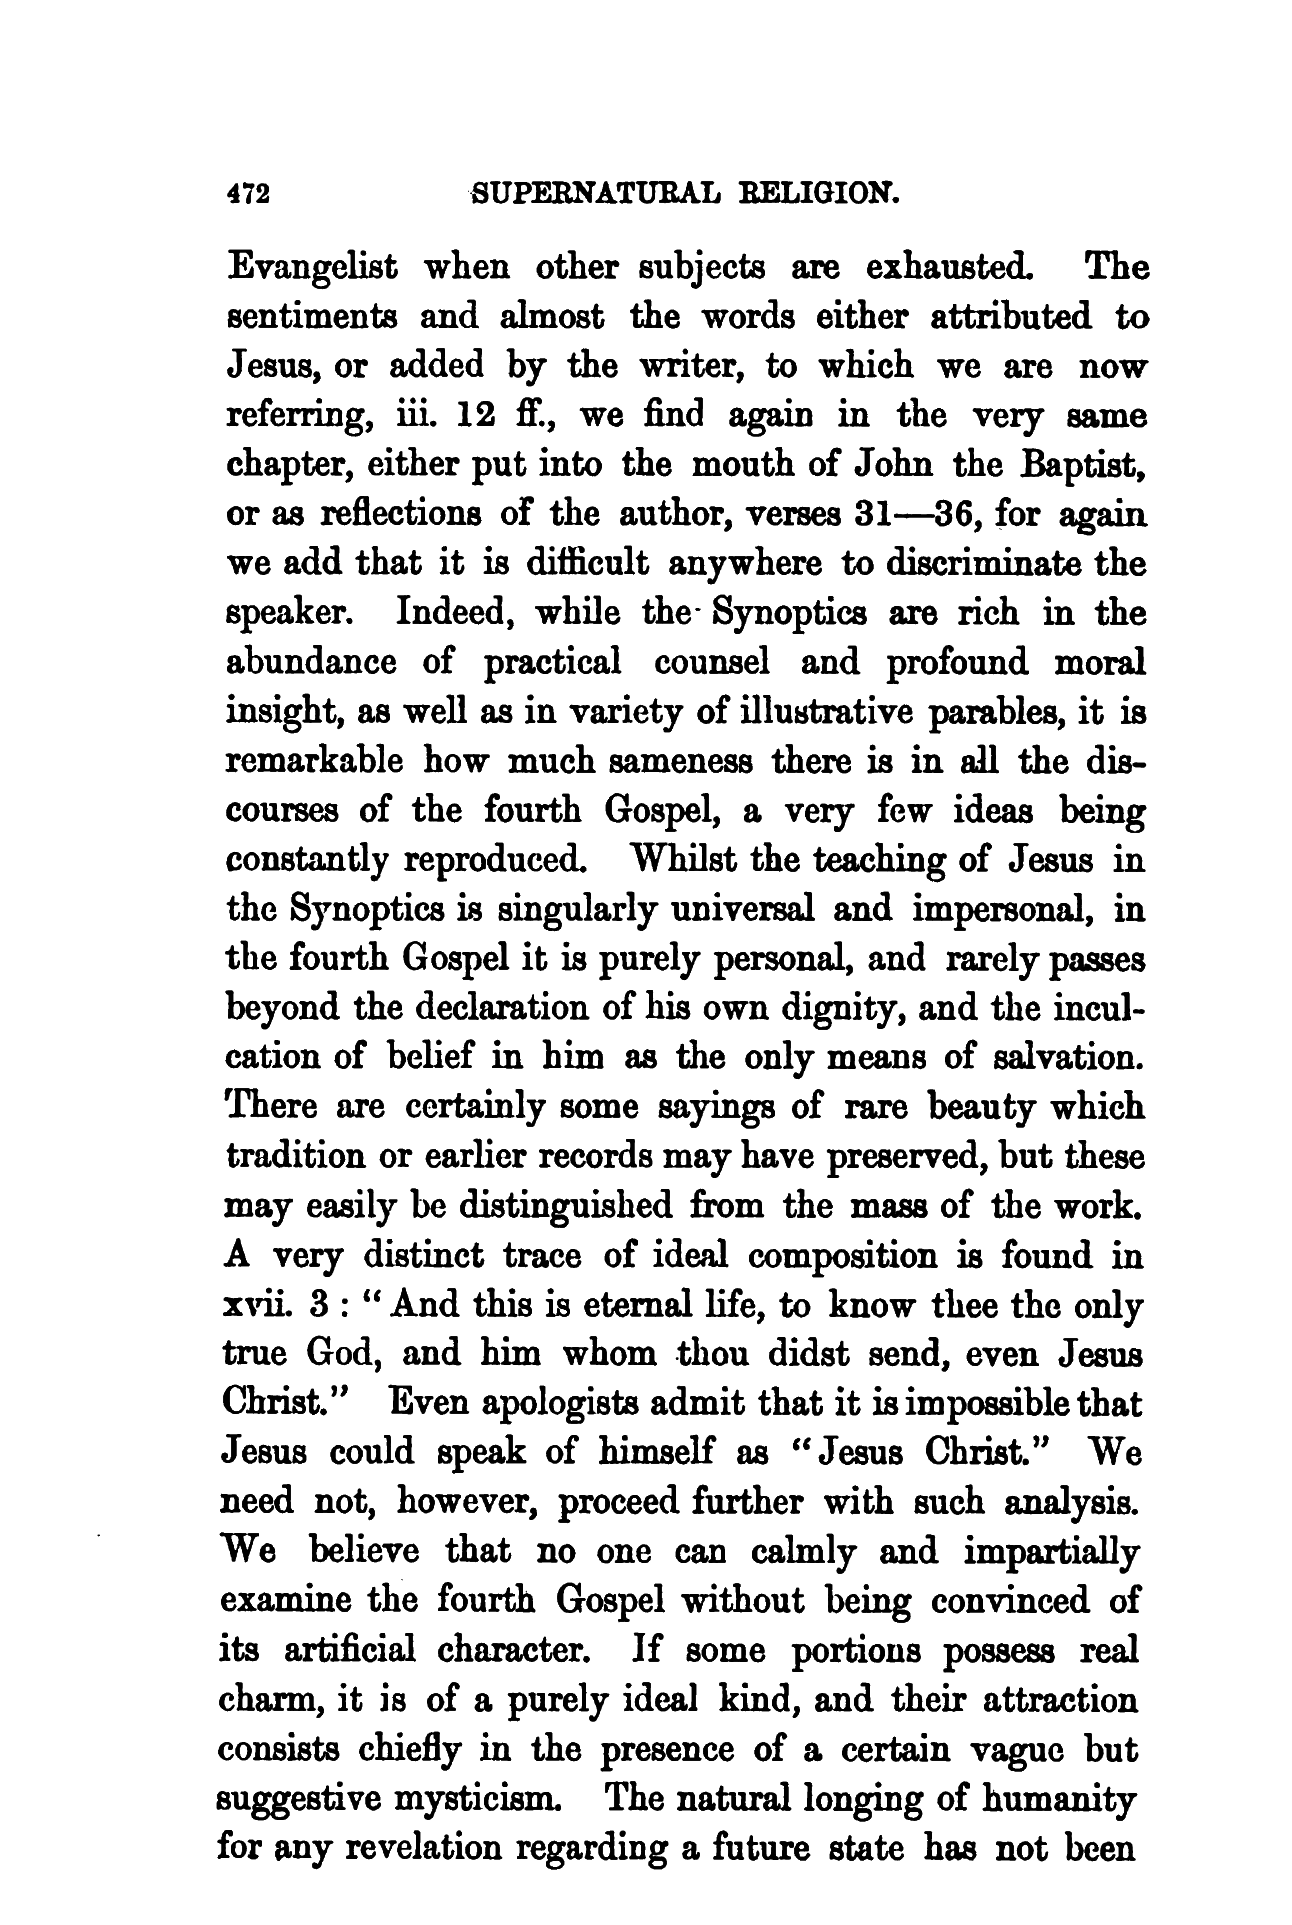 472 SUPERNATURAL RELIGION.
Evangelist when other subjects are exhausted. The
sentiments and almost the words either attributed to
Jesus, or added by the writer, to which we are now
referring, iii. 12 ff., we find again in the very same
chapter, either put into the mouth of John the Baptist,
or as reflections of the author, verses 31—36, for again
we add that it is difficult anywhere to discriminate the
speaker. Indeed, while the Synoptics are rich in the
abundance of practical counsel and profound moral
insight, as well as in variety of illustrative parables, it is
remarkable how much sameness there is in all the dis-
courses of the fourth Gospel, a very few ideas being
constantly reproduced. Whilst the teaching of Jesus in
the Synoptics is singularly universal and impersonal, in
the fourth Gospel it is purely personal, and rarely passes
beyond the declaration of his own dignity, and the incul-
cation of belief in him as the only means of salvation.
There are certainly some sayings of rare beauty which
tradition or earlier records may have preserved, but these
may easily be distinguished from the mass of the work.
A very distinct trace of ideal composition is found in
xvii. 3 : “ And this is eternal life, to know thee the only
true God, and him whom thou didst send, even Jesus
Christ.” Even apologists admit that it is impossible that
Jesus could speak of himself as “ Jesus Christ.” We
need not, however, proceed further with such analysis.
We believe that no one can calmly and impartially
examine the fourth Gospel without being convinced of
its artificial character. If some portions possess real
charm, it is of a purely ideal kind, and their attraction
consists chiefly in the presence of a certain vague but
suggestive mysticism. The natural longing of humanity
for any revelation regarding a future state has not been